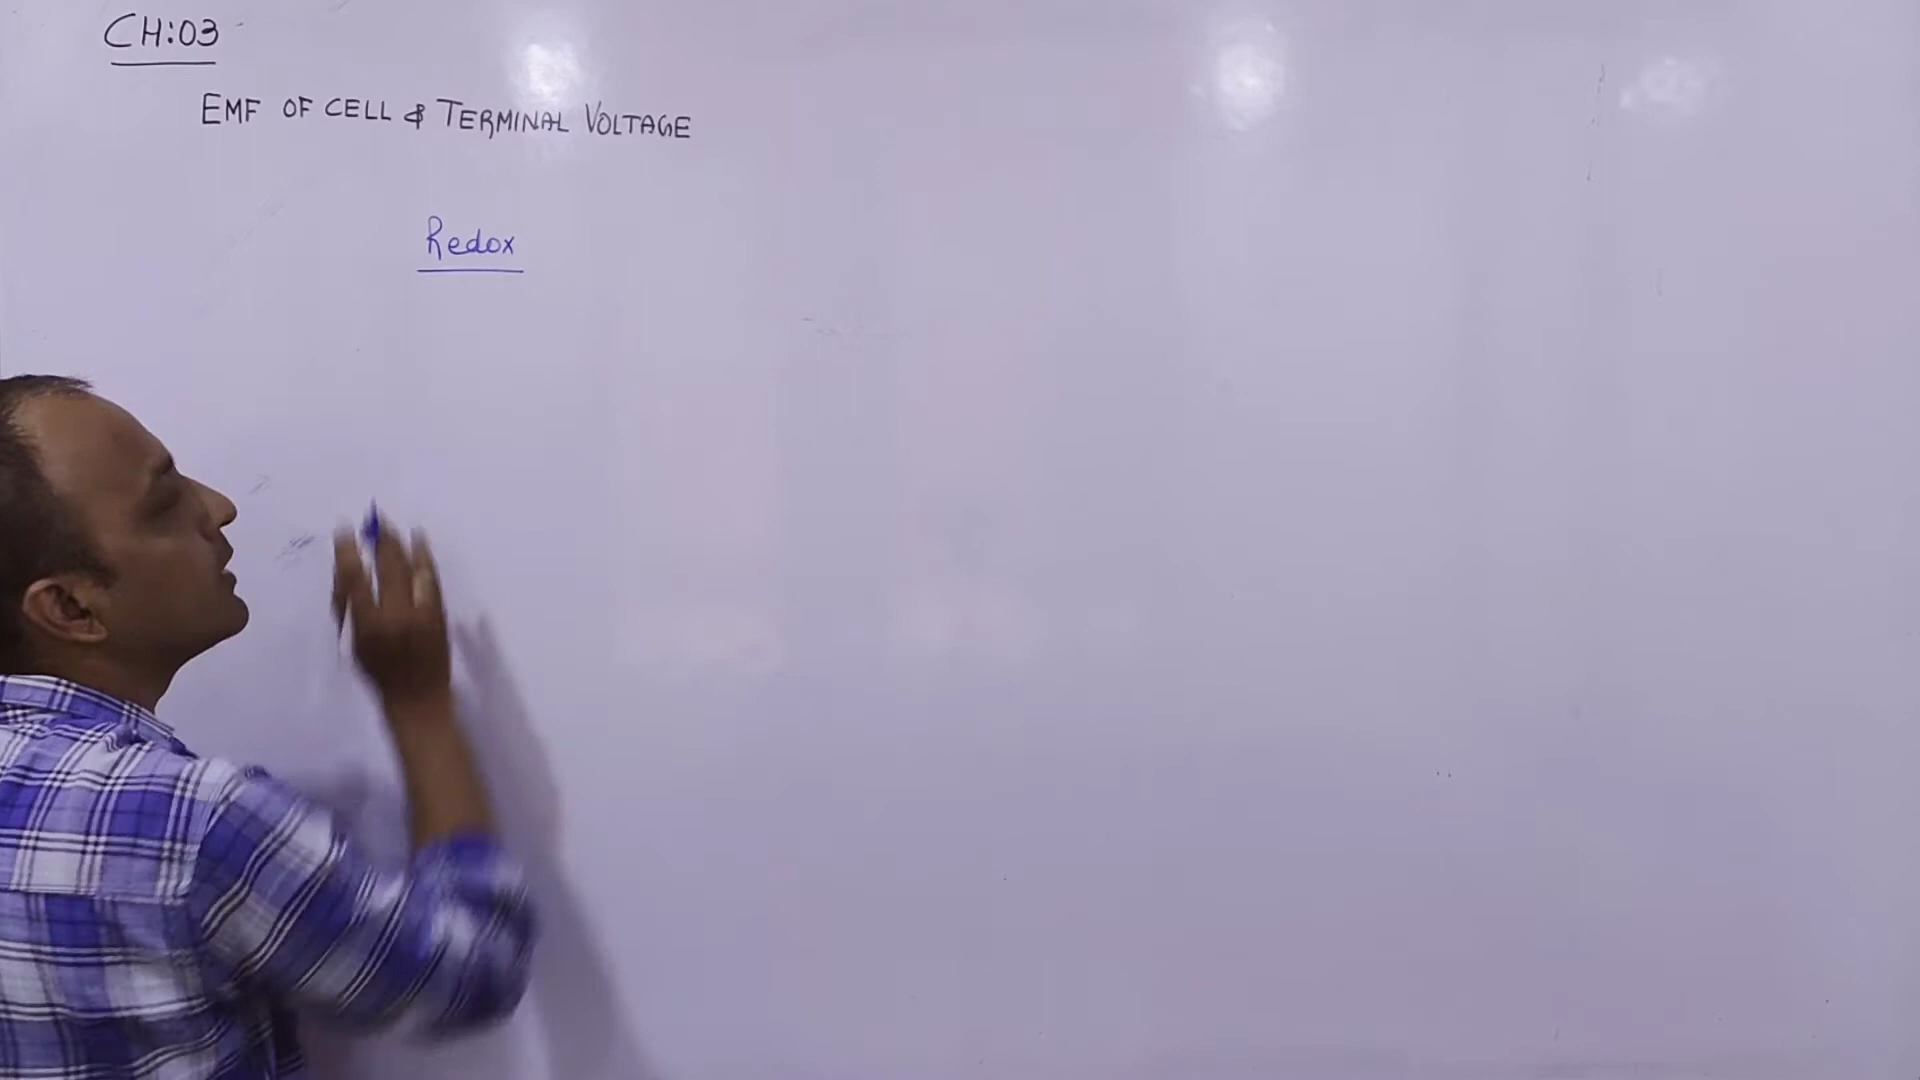 CH:03
EMF OF CELL & TERMINAL VOLTAGE
Redox